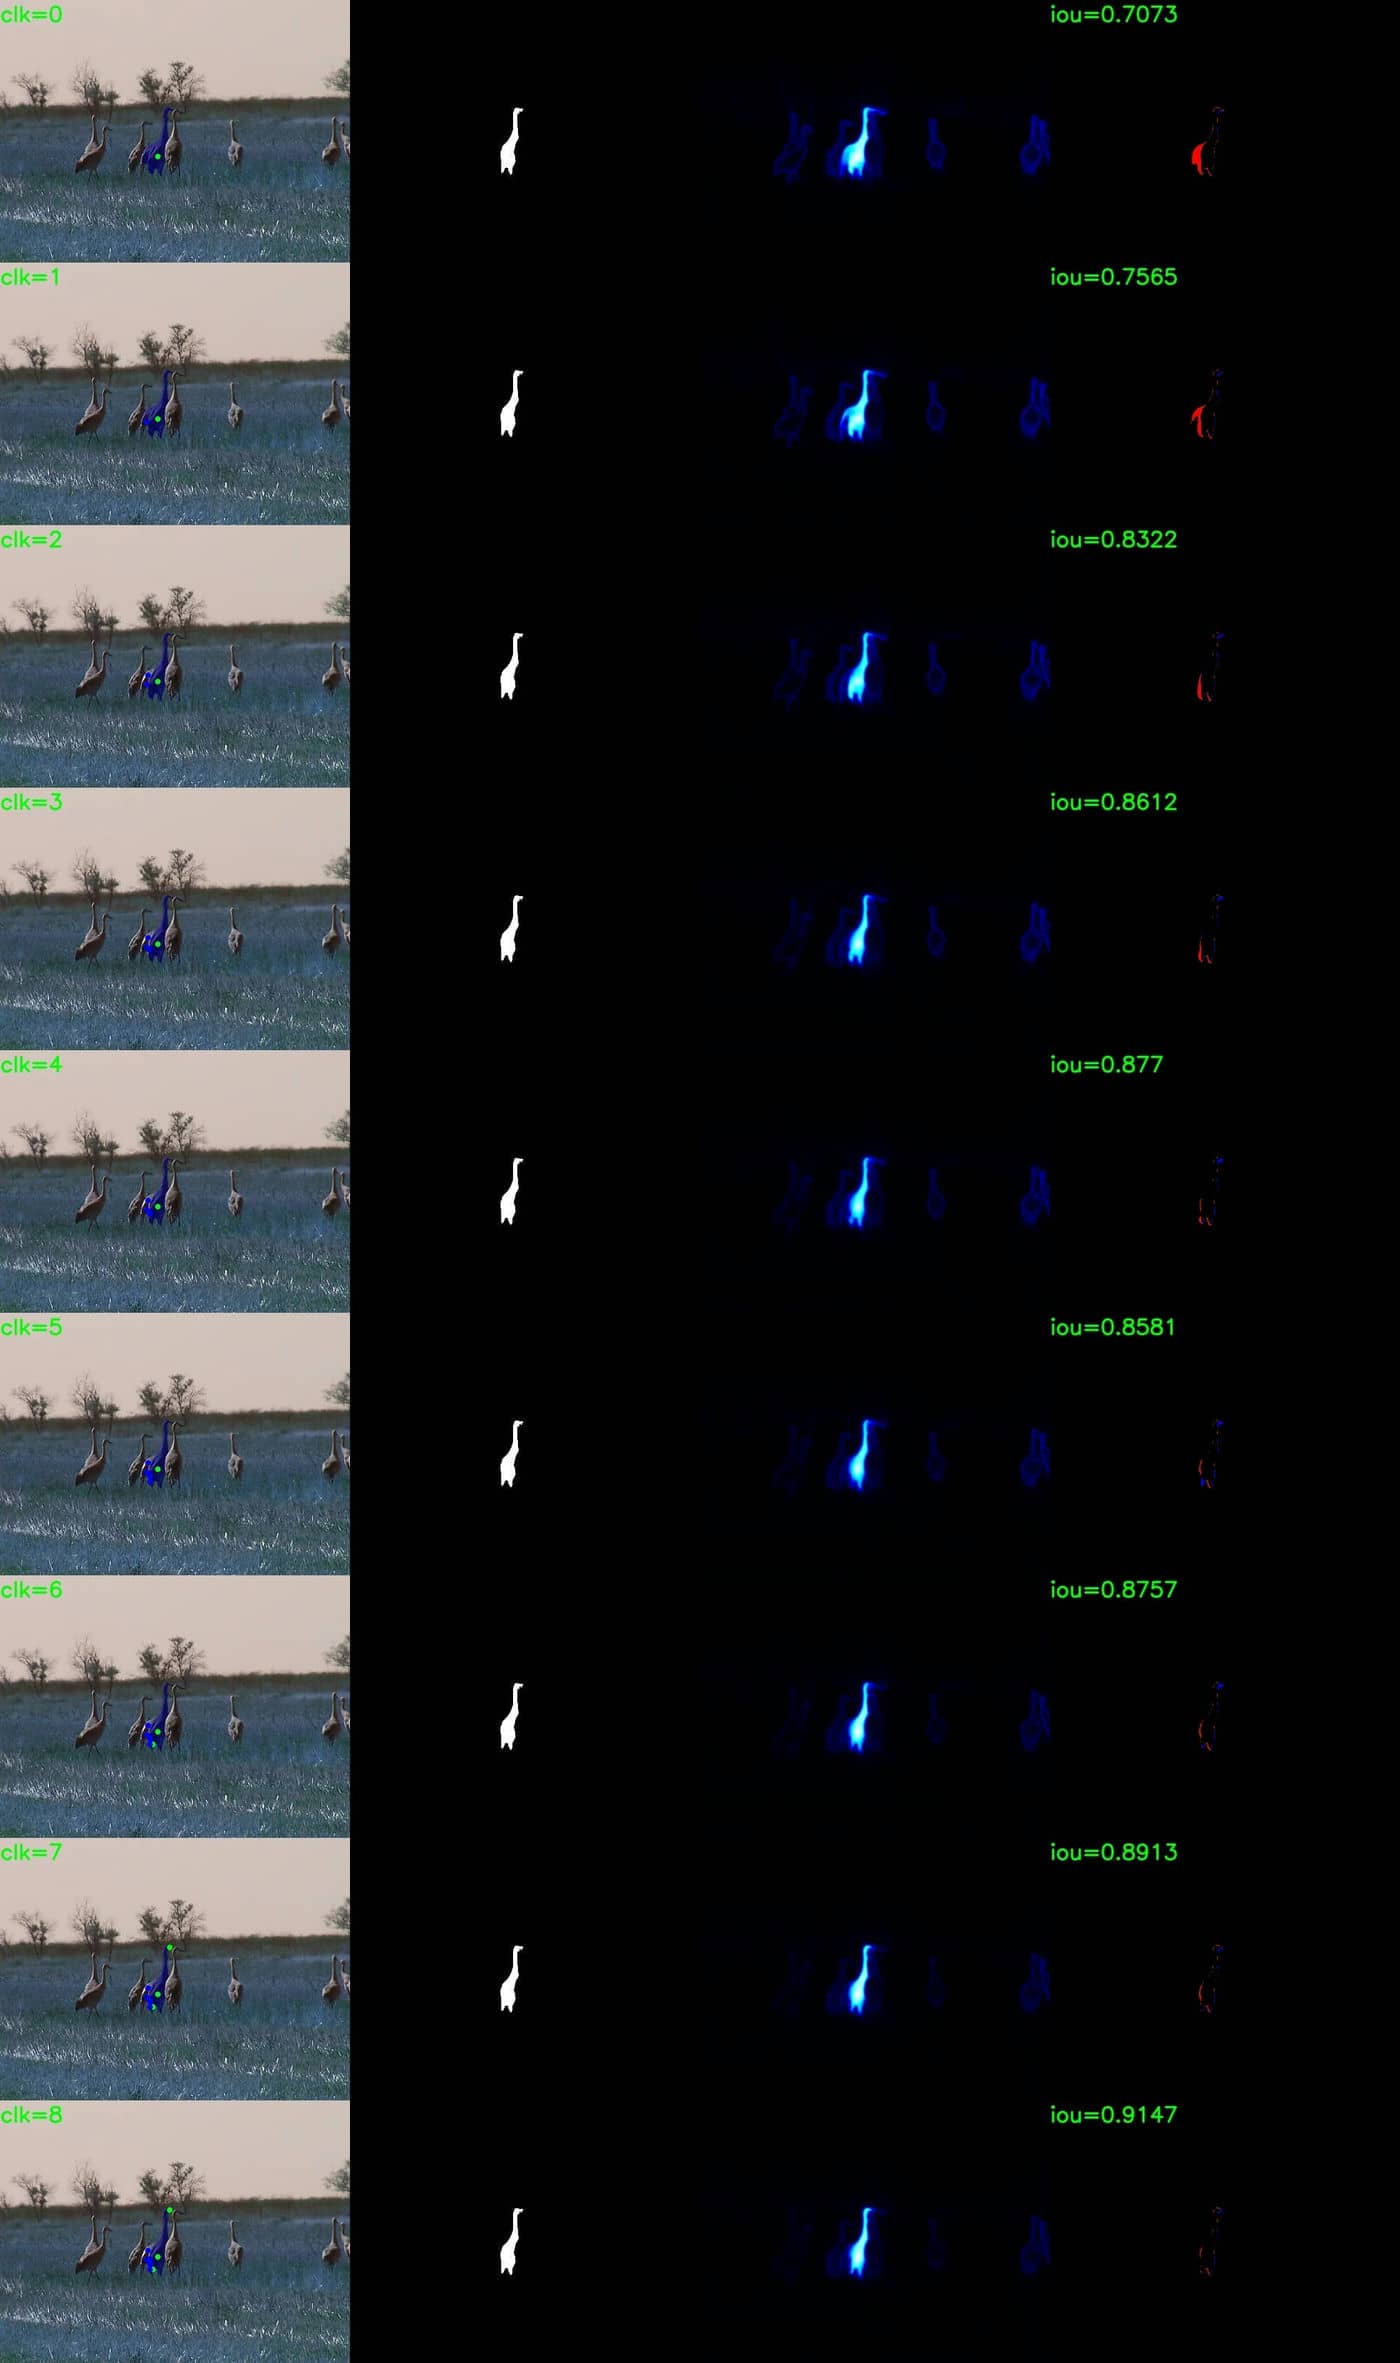 clk=0 iou=0.7073
clk=1 iou=0.7565
clk=2 iou=0.8322
clk=3 iou=0.8612
clk=4 iou=0.877
clk=5 iou=0.8581
clk=6 iou=0.8757
clk=7 iou=0.8913
clk=8 iou=0.9147